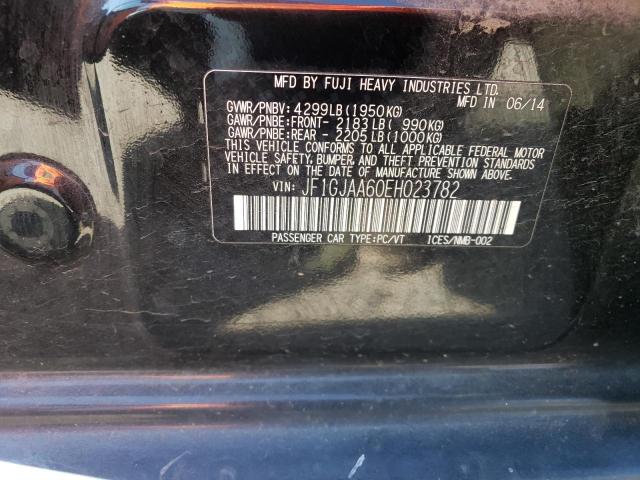 MFD BY FUJI HEAVY INDUSTRIES LTD.
MFD IN 06/14
GVWR/PNBV: 4299LB(1950KG)
GAWR/PNBE:FRONT- 2183LB( 990KG)
GAWR/PNBE:REAR - 2205LB(1000KG)
THIS VEHICLE CONFORMS TO ALL APPLICABLE FEDERAL MOTOR
VEHICLE SAFETY, BUMPER, AND THEFT PREVENTION STANDARDS
IN EFFECT ON THE DATE OF MANUFACTURE SHOWN ABOVE.
VIN: JF1GJAA60EH023782
PASSENGER CAR TYPE:PC/VT ICES/NMB-002